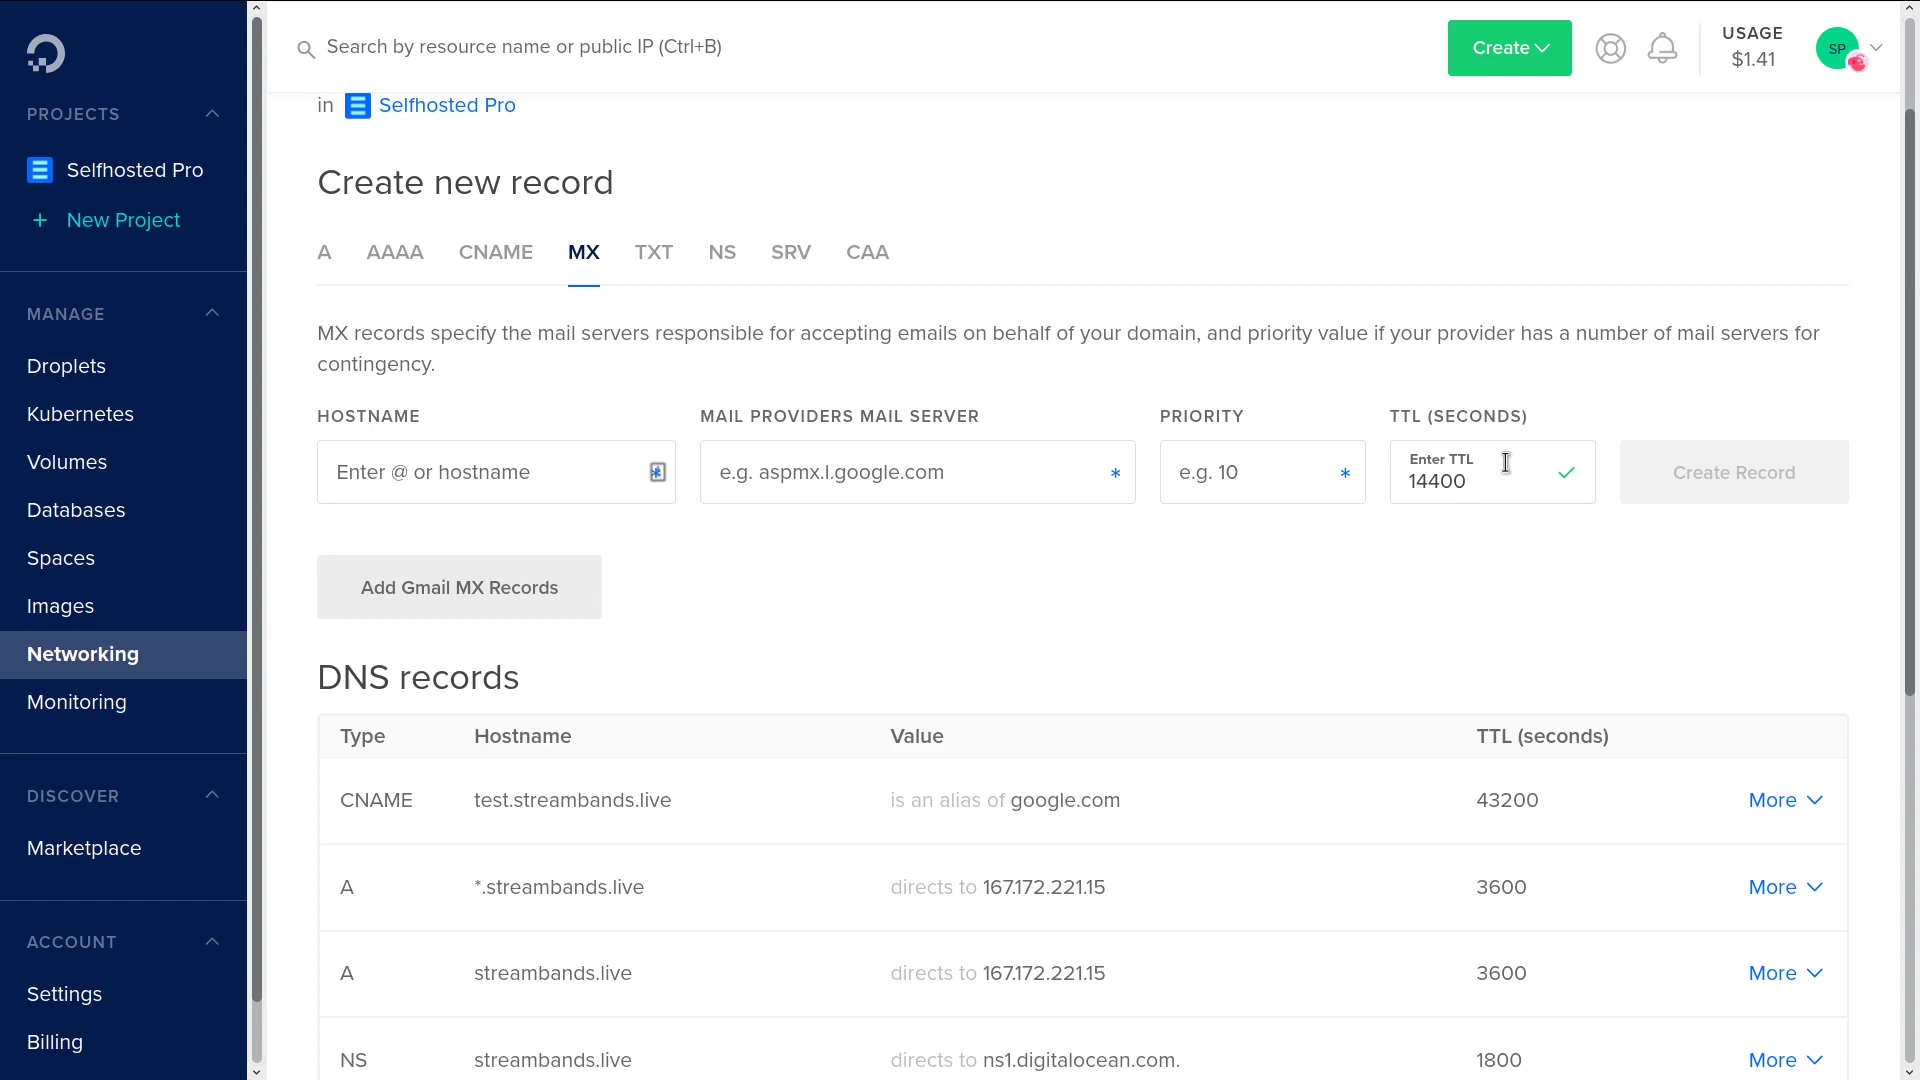 PROJECTS
Selfhosted Pro
+ New Project
MANAGE
Droplets
Kubernetes
Volumes
Databases
Spaces
Images
Networking
Monitoring
DISCOVER
Marketplace
ACCOUNT
Settings
Billing
Search by resource name or public IP (Ctrl+B)
Create
USAGE
$1.41
SP
in Selfhosted Pro
Create new record
A AAAA CNAME MX TXT NS SRV CAA
MX records specify the mail servers responsible for accepting emails on behalf of your domain, and priority value if your provider has a number of mail servers for
contingency.
HOSTNAME MAIL PROVIDERS MAIL SERVER PRIORITY TTL (SECONDS)
Enter @ or hostname * e.g. aspmx.l.google.com * e.g. 10 * Enter TTL
14400
Create Record
Add Gmail MX Records
DNS records
Type Hostname Value TTL (seconds)
CNAME test.streambands.live is an alias of google.com 43200 More
A *.streambands.live directs to 167.172.221.15 3600 More
A streambands.live directs to 167.172.221.15 3600 More
NS streambands.live directs to ns1.digitalocean.com. 1800 More